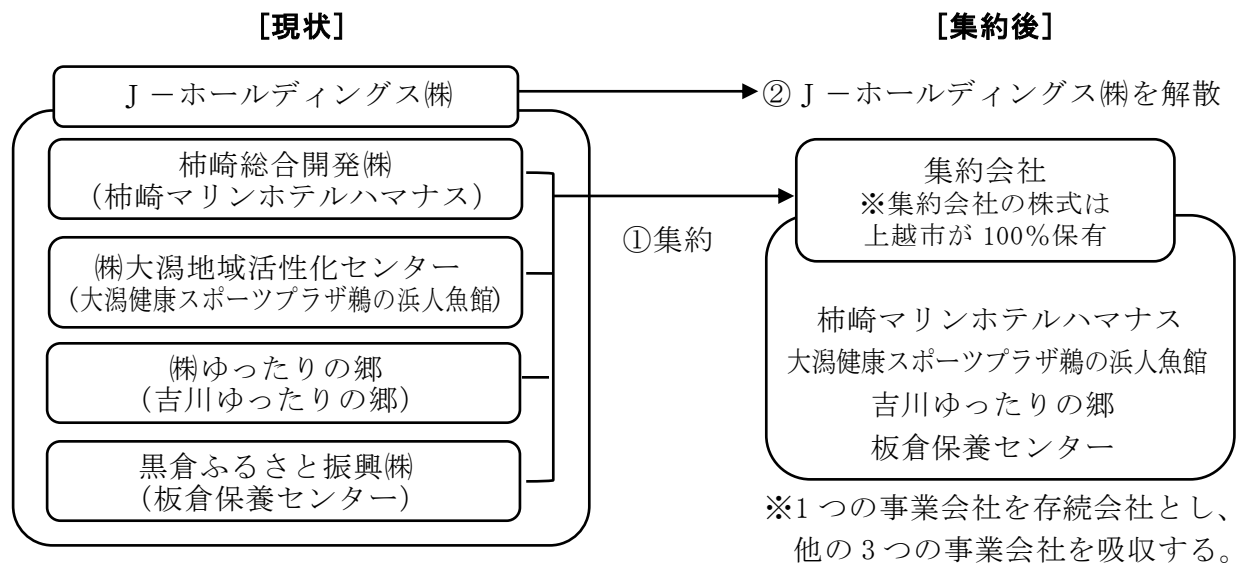 ［現状］
J－ホールディングス㈱
柿崎総合開発㈱
（柿崎マリンホテルハマナス）
㈱大潟地域活性化センター
（大潟健康スポーツプラザ鵜の浜人魚館）
㈱ゆったりの郷
（吉川ゆったりの郷）
黒倉ふるさと振興㈱
（板倉保養センター）
①集約
［集約後］
②J－ホールディングス㈱を解散
集約会社
※集約会社の株式は
上越市が 100％保有
柿崎マリンホテルハマナス
大潟健康スポーツプラザ鵜の浜人魚館
吉川ゆったりの郷
板倉保養センター
※1 つの事業会社を存続会社とし、
他の 3 つの事業会社を吸収する。